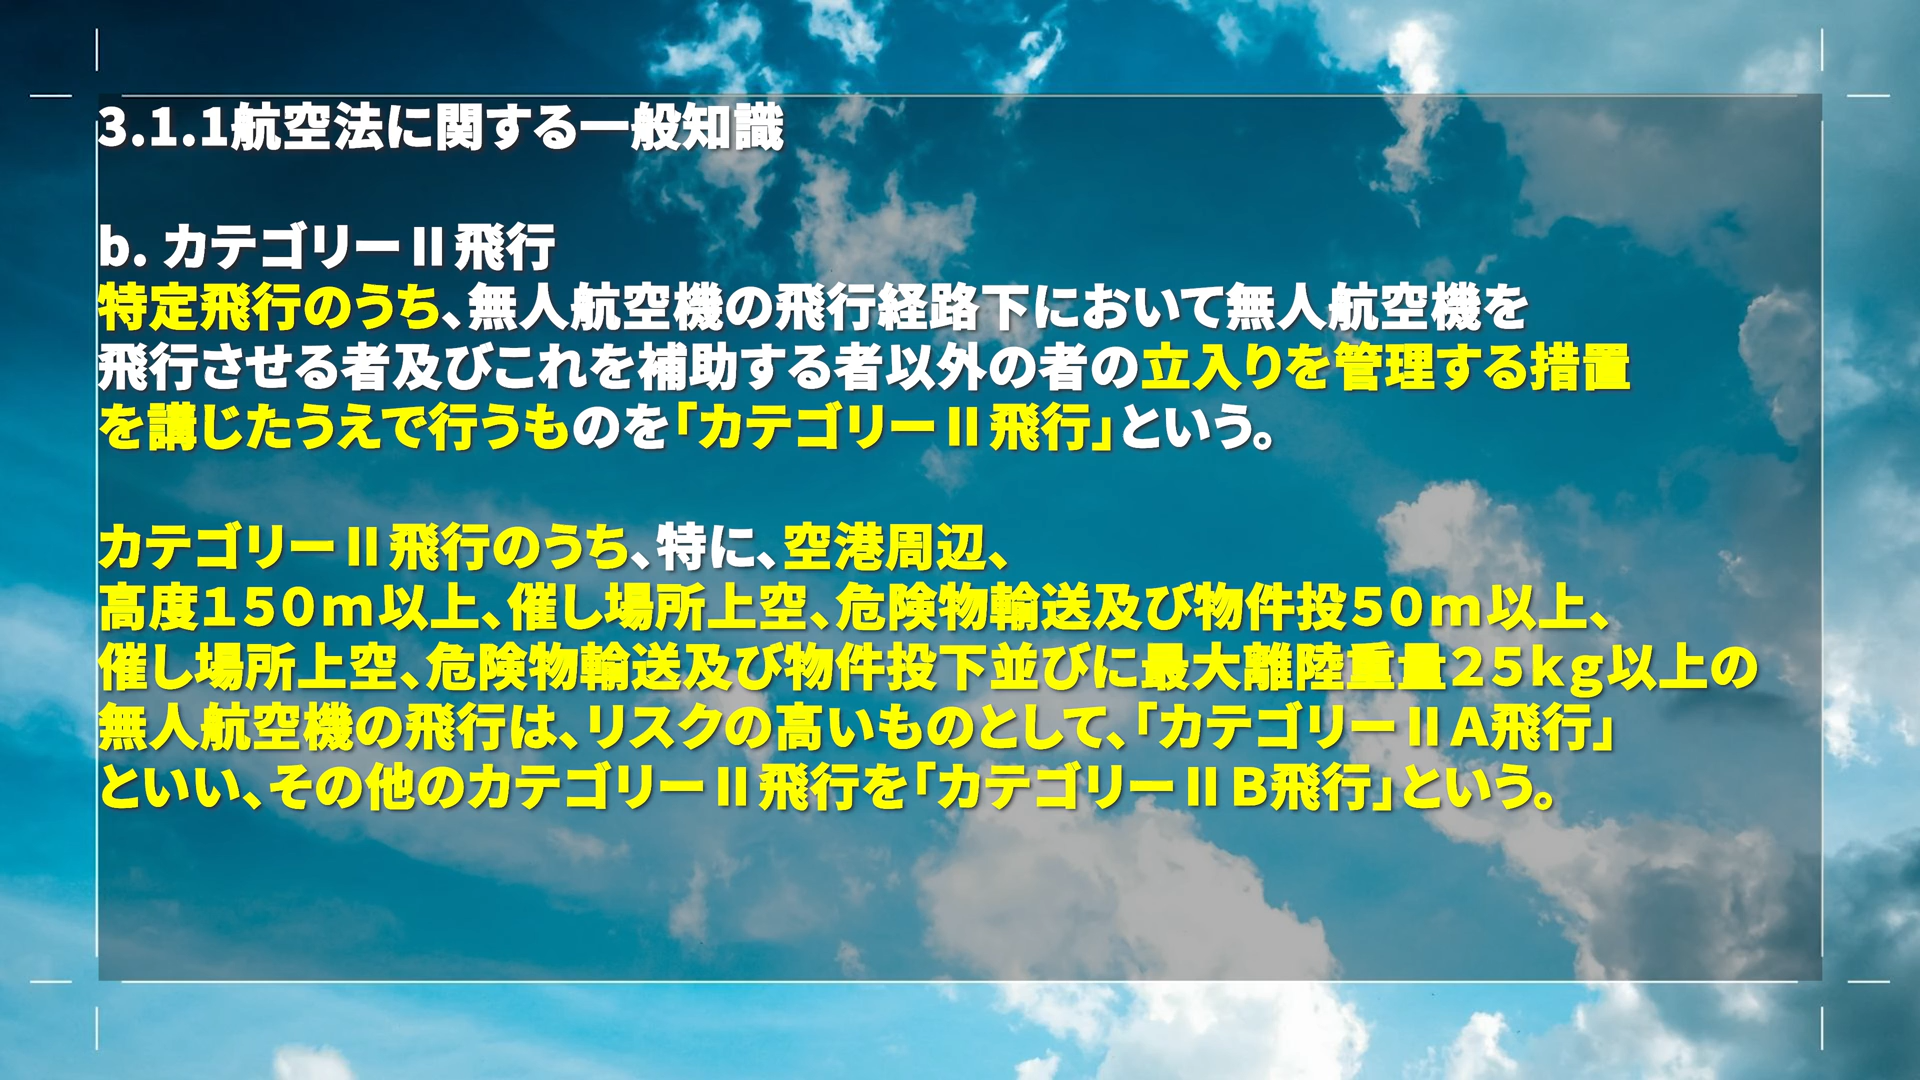 3.1.1航空法に関する一般知識
b. カテゴリーⅡ飛行
特定飛行のうち、無人航空機の飛行経路下において無人航空機を
飛行させる者及びこれを補助する者以外の者の立入りを管理する措置
を講じたうえで行うものを「カテゴリーⅡ飛行」という。
カテゴリーⅡ飛行のうち、特に、空港周辺、
高度150m以上、催し場所上空、危険物輸送及び物件投50m以上、
催し場所上空、危険物輸送及び物件投下並びに最大離陸重量25kg以上の
無人航空機の飛行は、リスクの高いものとして、「カテゴリーⅡA飛行」
といい、その他のカテゴリーⅡ飛行を「カテゴリーⅡB飛行」という。